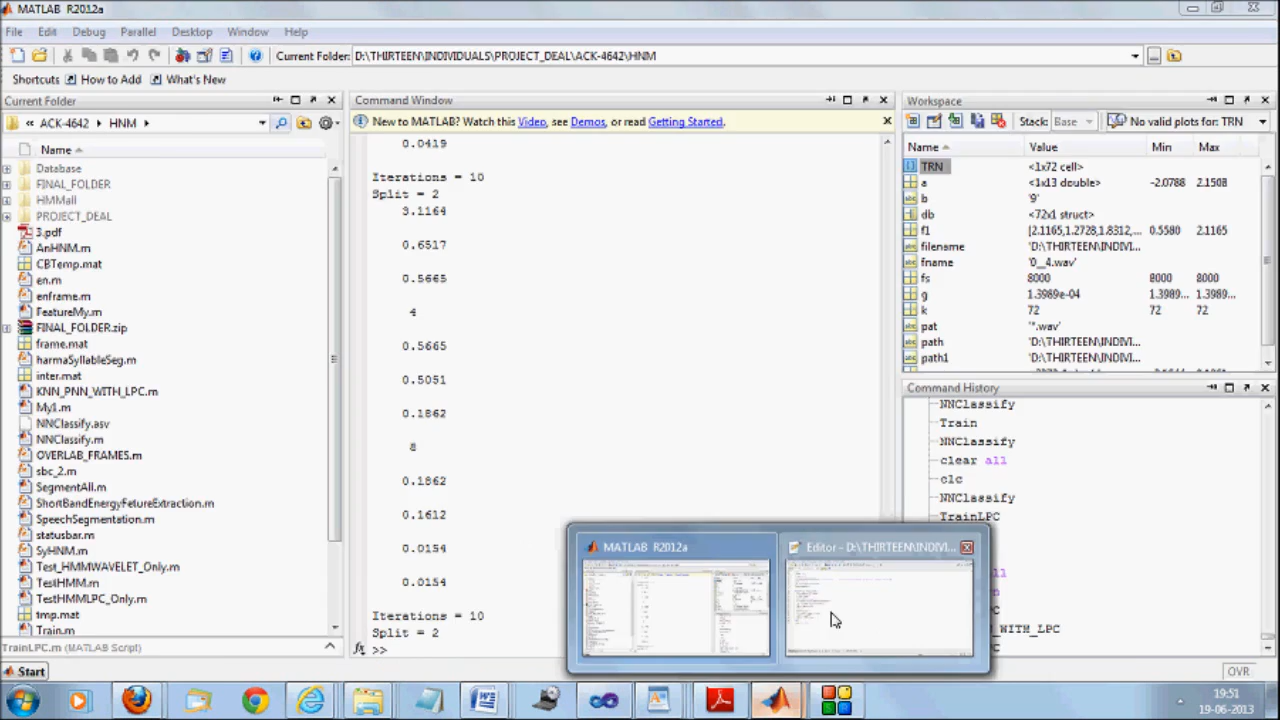 MATLAB R2012a
File Edit Debug Parallel Desktop Window Help
Current Folder: D:\THIRTEEN\INDIVIDUALS\PROJECT_DEAL\ACK-4642\HNM
Shortcuts How to Add What's New
Current Folder
« ACK-4642 HNM
Name
Database
FINAL_FOLDER
HMMall
PROJECT_DEAL
3.pdf
AnHNM.m
CBTemp.mat
en.m
enframe.m
FeatureMy.m
FINAL_FOLDER.zip
frame.mat
harmaSyllableSeg.m
inter.mat
KNN_PNN_WITH_LPC.m
My1.m
NNClassify.asv
NNClassify.m
OVERLAB_FRAMES.m
sbc_2.m
SegmentAll.m
ShortBandEnergyFetureExtraction.m
SpeechSegmentation.m
statusbar.m
SyHNM.m
Test_HMMWAVELET_Only.m
TestHMM.m
TestHMMLPC_Only.m
tmp.mat
Train.m
TrainLPC.m (MATLAB Script)
Start
Command Window
New to MATLAB? Watch this Video, see Demos, or read Getting Started.
0.0419
Iterations = 10
Split = 2
3.1164
0.6517
0.5665
4
0.5665
0.5051
0.1862
8
0.1862
0.1612
0.0154
0.0154
Iterations = 10
Split = 2
fx >>
Workspace
Stack: Base No valid plots for: TRN
Name Value Min Max
TRN <1x72 cell>
a <1x13 double> -2.0788 2.1508
b '9'
db <72x1 struct>
f1 [2.1165,1.2728,1.8312,... 0.5580 2.1165
filename 'D:\THIRTEEN\INDIVI...
fname '0__4.wav'
fs 8000 8000 8000
g 1.3989e-04 1.3989... 1.3989...
k 72 72 72
pat '*.wav'
path 'D:\THIRTEEN\INDIVI...
path1 'D:\THIRTEEN\INDIVI...
Command History
NNClassify
Train
NNClassify
clear all
clc
NNClassify
TrainLPC
_WITH_LPC
MATLAB R2012a
Editor - D:\THIRTEEN\INDIVI...
OVR
19:51
19-06-2013